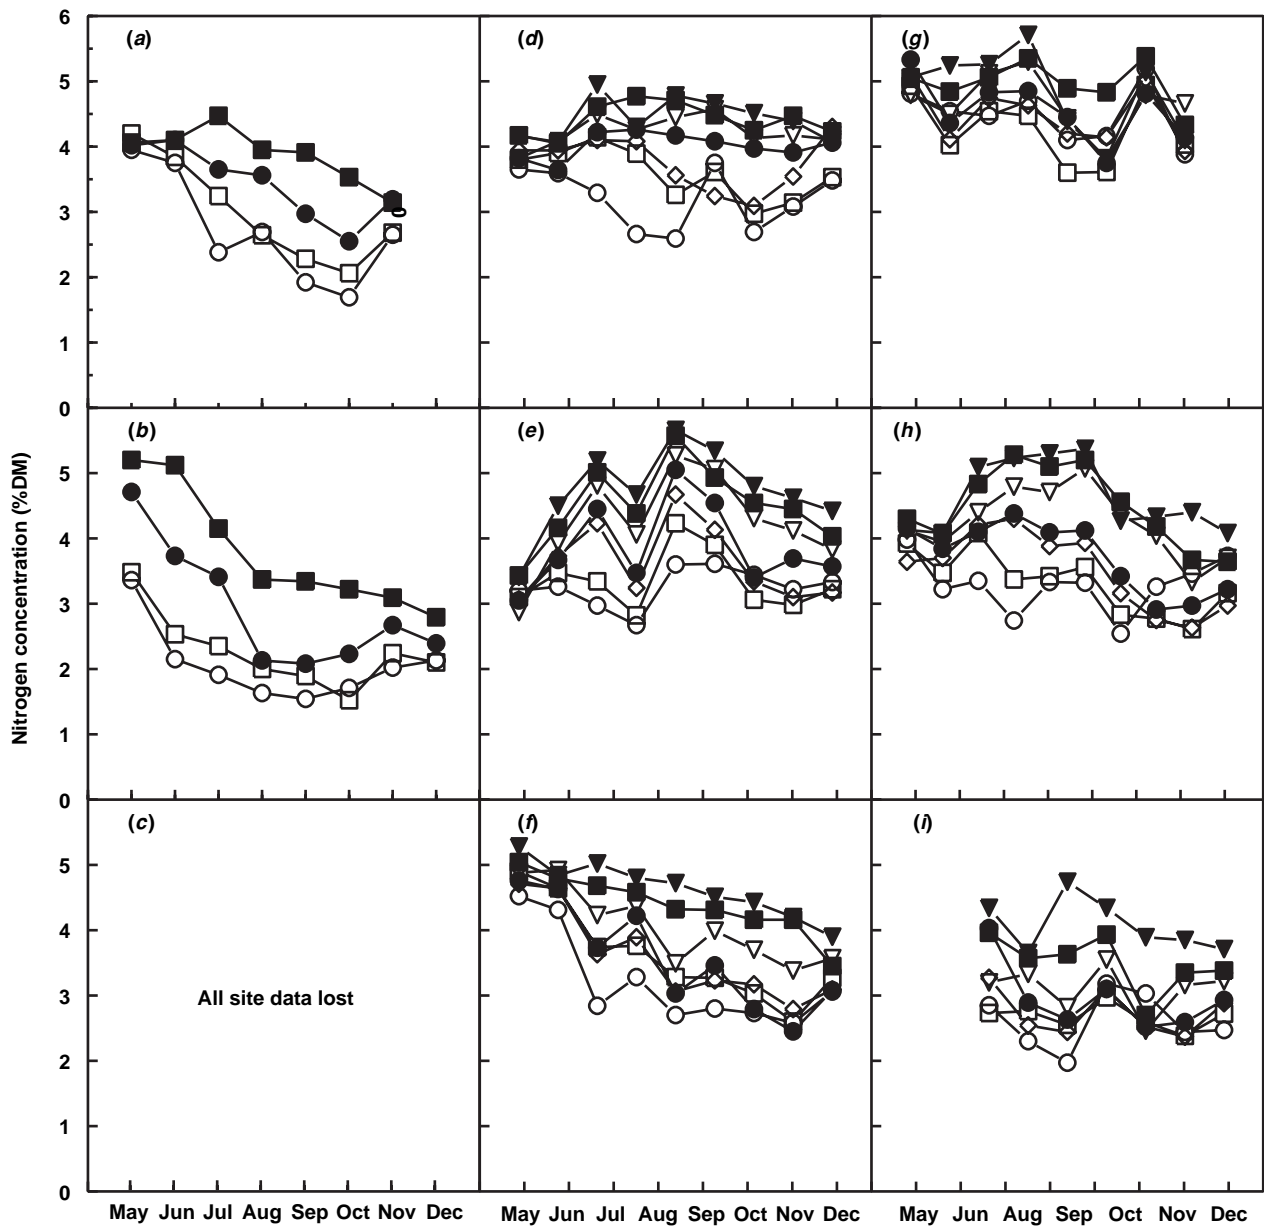 6
5
4
3
2
1
0
5
4
3
2
1
0
5
4
3
2
1
0
Nitrogen concentration (%DM)
(a)
(d)
(g)
(b)
(e)
(h)
(c)
(f)
(i)
All site data lost
May Jun Jul Aug Sep Oct Nov Dec
May Jun Jul Aug Sep Oct Nov Dec
May Jun Jul Aug Sep Oct Nov Dec